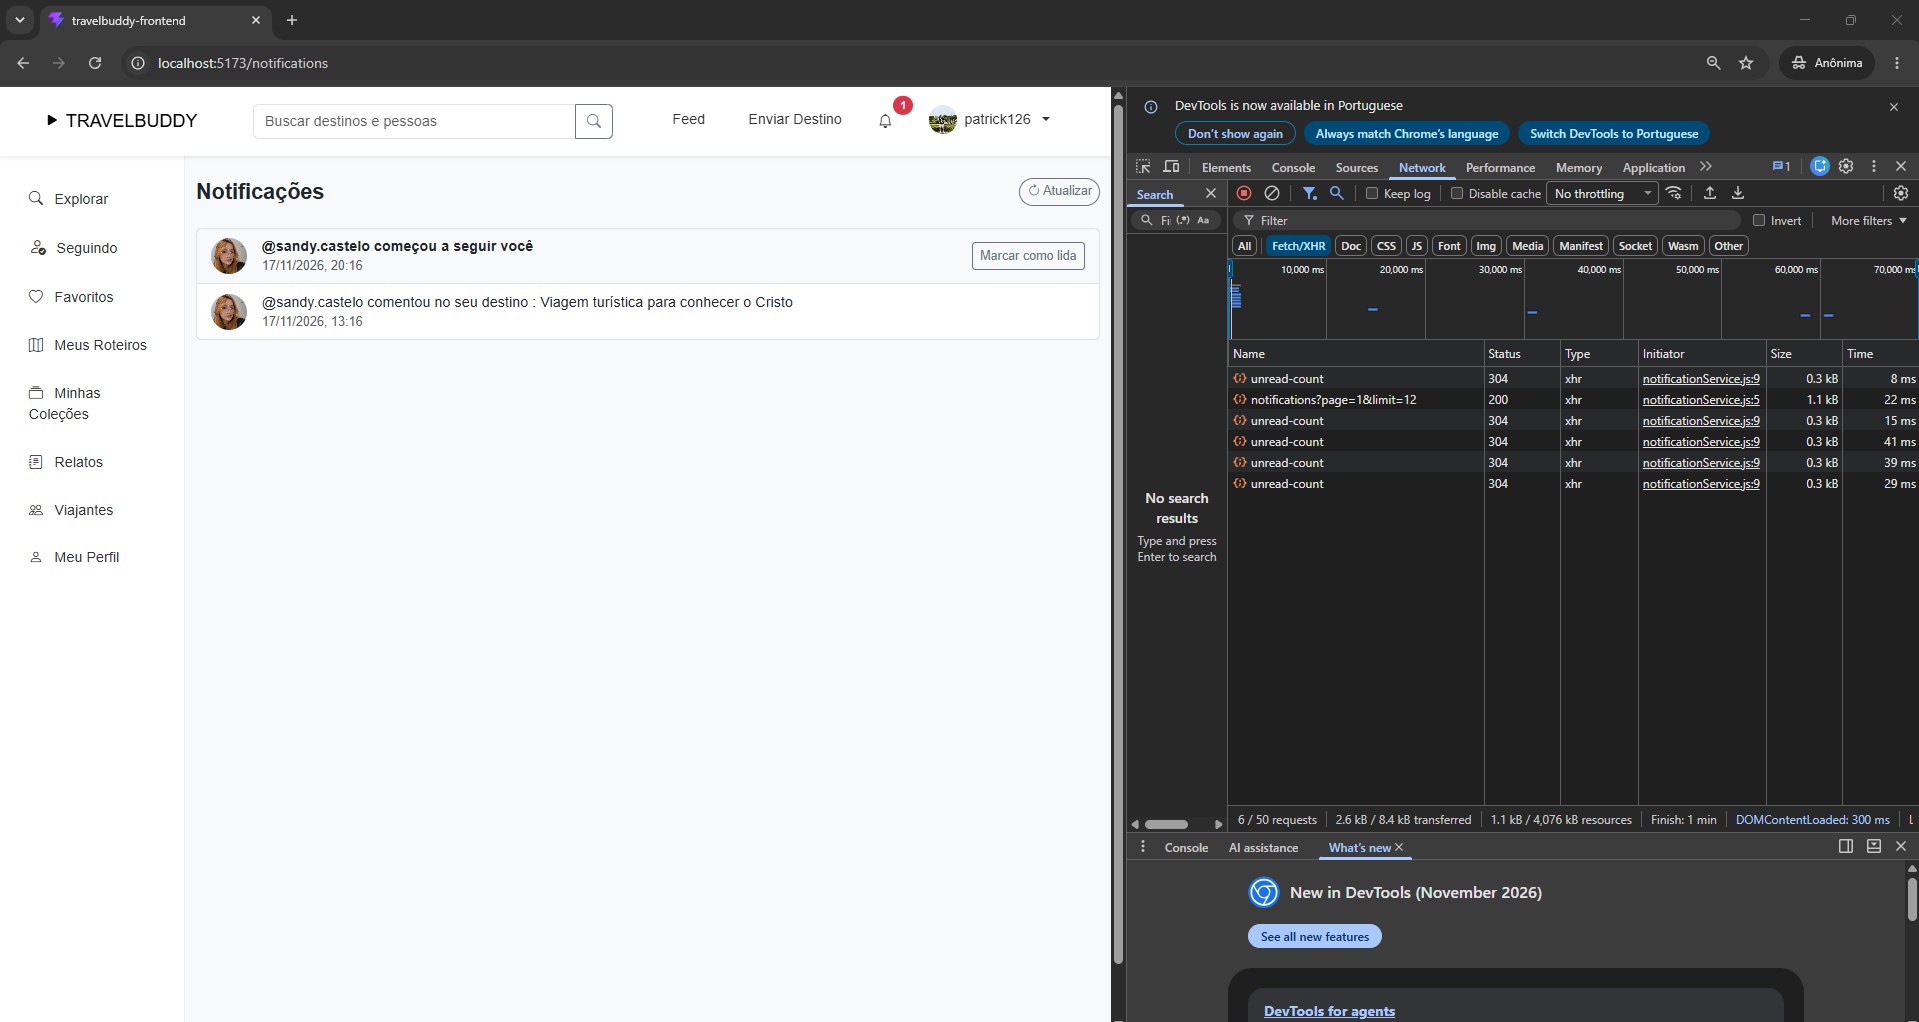 travelbuddy-frontend
localhost:5173/notifications
Anônima
TRAVELBUDDY
Buscar destinos e pessoas
Feed
Enviar Destino
1
patrick126
Explorar
Seguindo
Favoritos
Meus Roteiros
Minhas
Coleções
Relatos
Viajantes
Meu Perfil
Notificações
Atualizar
@sandy.castelo começou a seguir você
17/11/2026, 20:16
Marcar como lida
@sandy.castelo comentou no seu destino : Viagem turística para conhecer o Cristo
17/11/2026, 13:16
DevTools is now available in Portuguese
Don't show again
Always match Chrome's language
Switch DevTools to Portuguese
Elements Console Sources Network Performance Memory Application 1
Search
Keep log Disable cache No throttling
Fi (.*) Aa
Filter Invert More filters
All Fetch/XHR Doc CSS JS Font Img Media Manifest Socket Wasm Other
10,000 ms 20,000 ms 30,000 ms 40,000 ms 50,000 ms 60,000 ms 70,000 ms
Name Status Type Initiator Size Time
unread-count 304 xhr notificationService.js:9 0.3 kB 8 ms
notifications?page=1&limit=12 200 xhr notificationService.js:5 1.1 kB 22 ms
unread-count 304 xhr notificationService.js:9 0.3 kB 15 ms
unread-count 304 xhr notificationService.js:9 0.3 kB 41 ms
unread-count 304 xhr notificationService.js:9 0.3 kB 39 ms
unread-count 304 xhr notificationService.js:9 0.3 kB 29 ms
No search
results
Type and press
Enter to search
6 / 50 requests 2.6 kB / 8.4 kB transferred 1.1 kB / 4,076 kB resources Finish: 1 min DOMContentLoaded: 300 ms L
Console AI assistance What's new
New in DevTools (November 2026)
See all new features
DevTools for agents